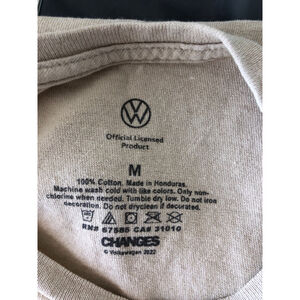 Official Licensed
Product
M
100% Cotton. Made in Honduras.
Machine wash cold with like colors. Only non-
chlorine when needed. Tumble dry low. Do not iron
decoration. Do not dryclean if decorated.
RN# 67585 CA# 31010
CHANGES
© Volkswagen 2022